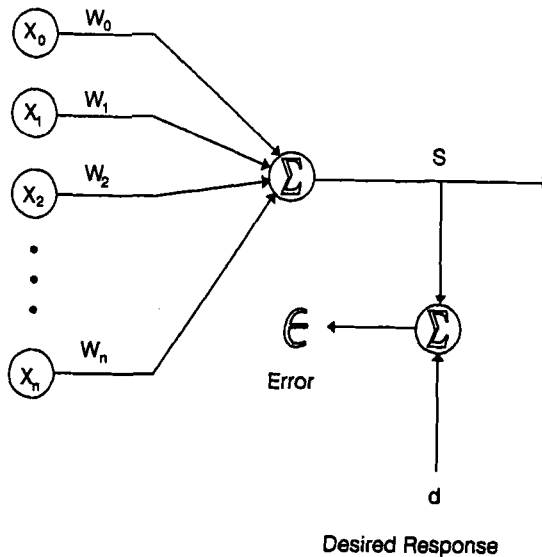 X₀ W₀
X₁ W₁
X₂ W₂
Σ
S
Xₙ Wₙ
Σ
ϵ
Error
d
Desired Response